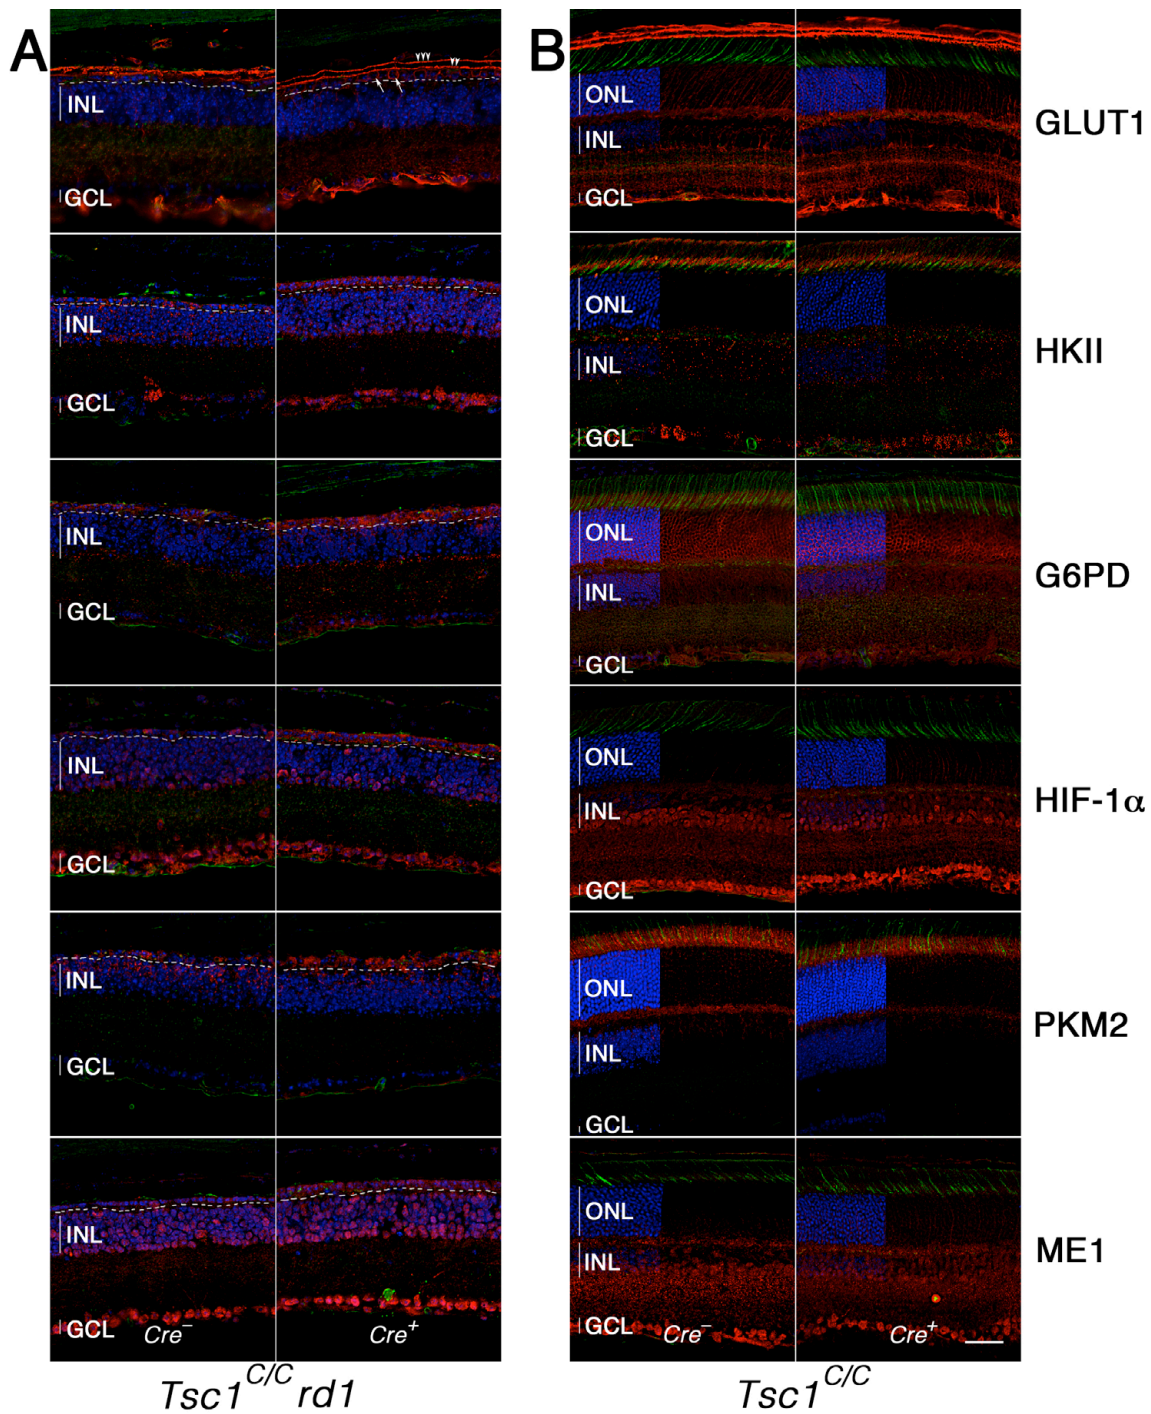 A
B
INL
GCL
ONL
INL
GCL
GLUT1
INL
GCL
ONL
INL
GCL
HKII
INL
GCL
ONL
INL
GCL
G6PD
INL
GCL
ONL
INL
GCL
HIF-1α
INL
GCL
ONL
INL
GCL
PKM2
INL
GCL
Cre⁻
Cre⁺
ONL
INL
GCL
Cre⁻
Cre⁺
ME1
Tsc1^C/C rd1
Tsc1^C/C